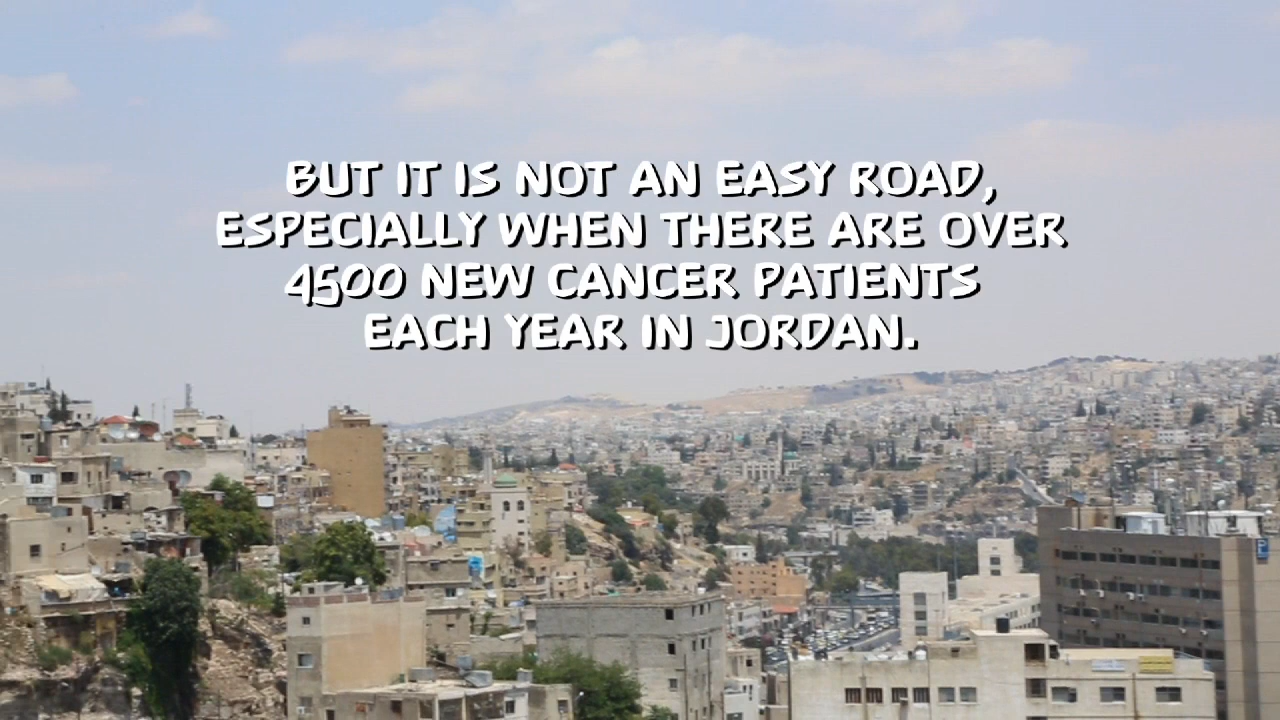 BUT IT IS NOT AN EASY ROAD,
ESPECIALLY WHEN THERE ARE OVER
4500 NEW CANCER PATIENTS
EACH YEAR IN JORDAN.